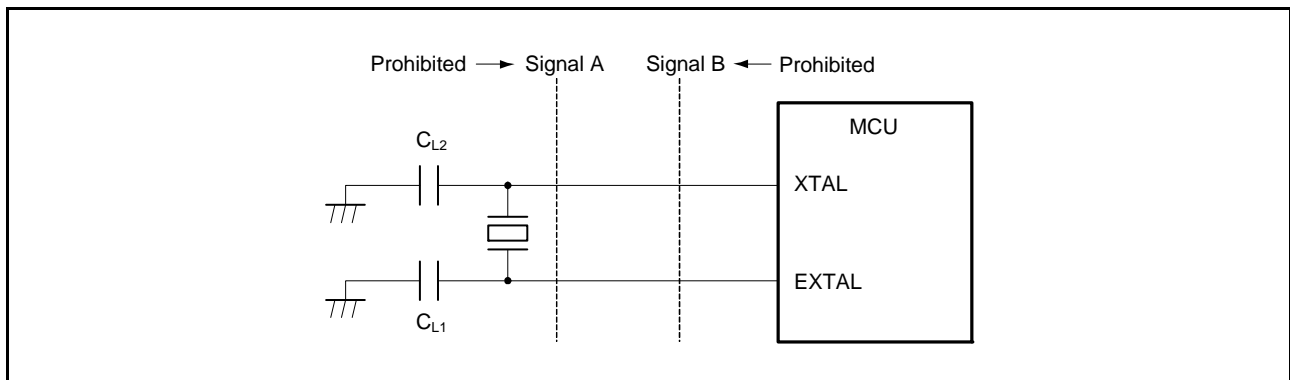 Prohibited → Signal A Signal B ← Prohibited
MCU
CL2
XTAL
EXTAL
CL1